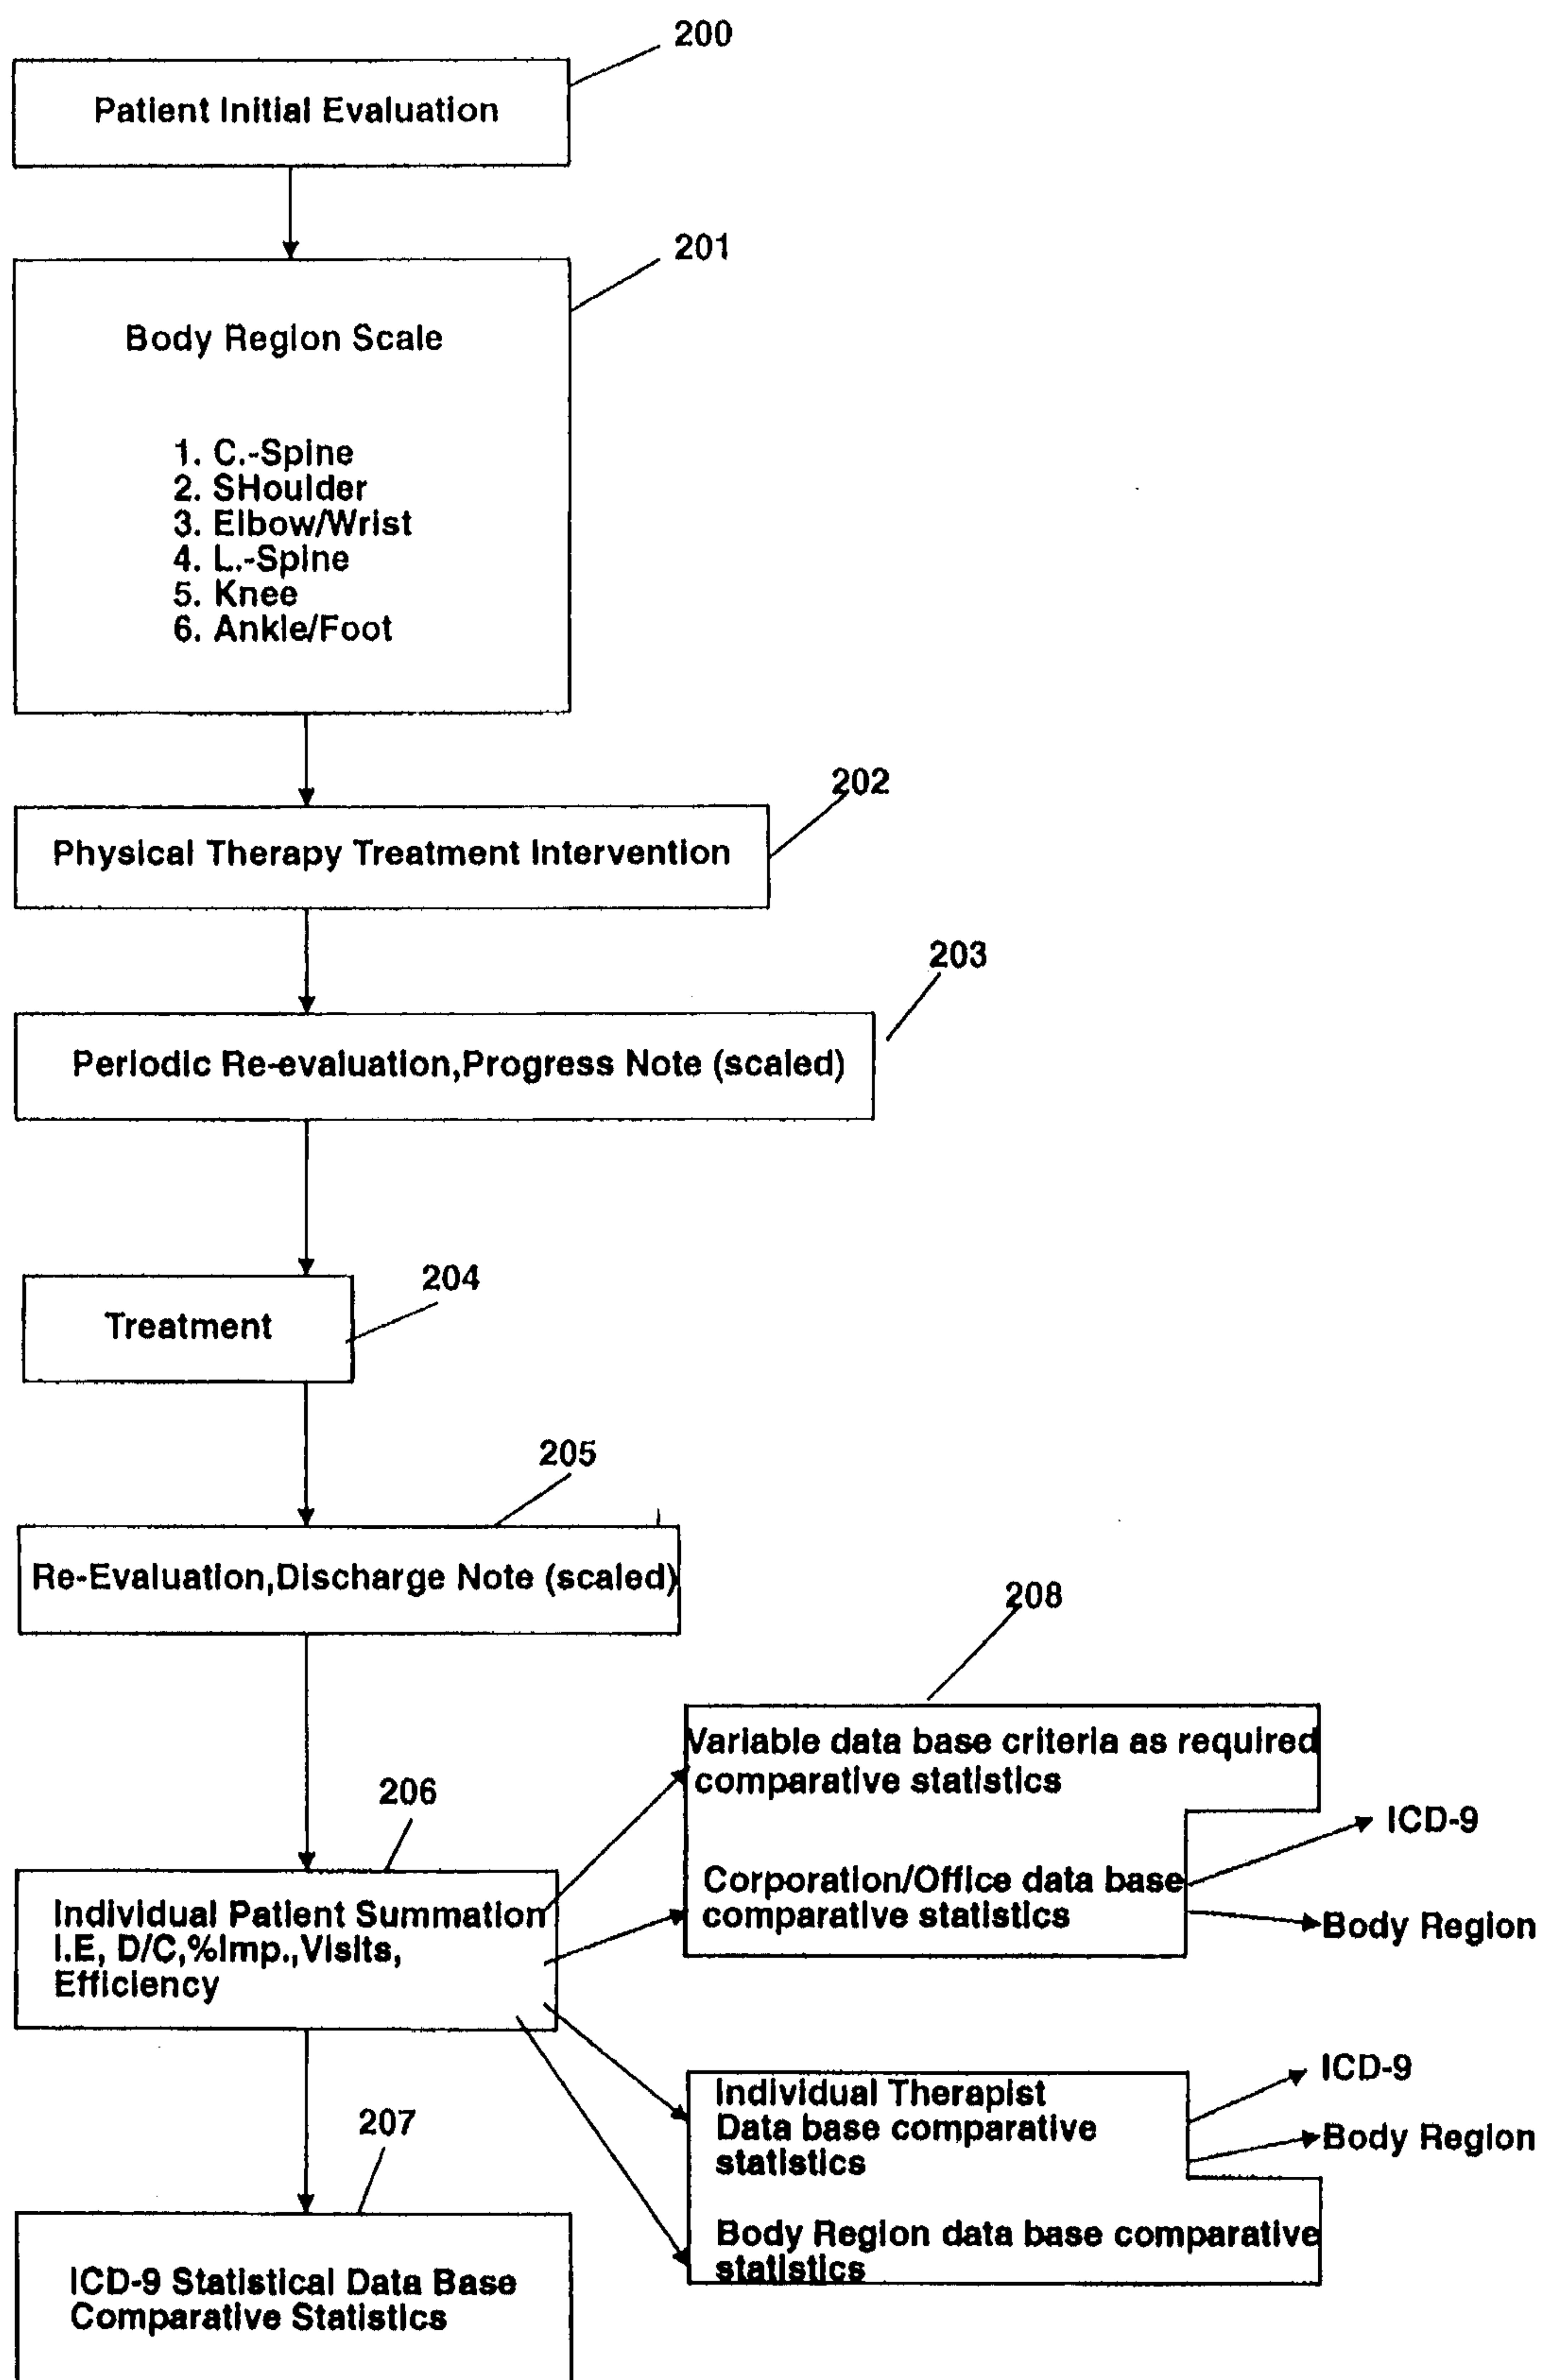 200
Patient Initial Evaluation
201
Body Region Scale
1. C.-Spine
2. SHoulder
3. Elbow/Wrist
4. L.-Spine
5. Knee
6. Ankle/Foot
202
Physical Therapy Treatment Intervention
203
Periodic Re-evaluation,Progress Note (scaled)
204
Treatment
205
Re-Evaluation,Discharge Note (scaled)
208
Variable data base criteria as required
comparative statistics
206
ICD-9
Corporation/Office data base
comparative statistics
Body Region
Individual Patient Summation
I.E, D/C,%Imp.,Visits,
Efficiency
ICD-9
Individual Therapist
Data base comparative
statistics
Body Region
207
Body Region data base comparative
statistics
ICD-9 Statistical Data Base
Comparative Statistics